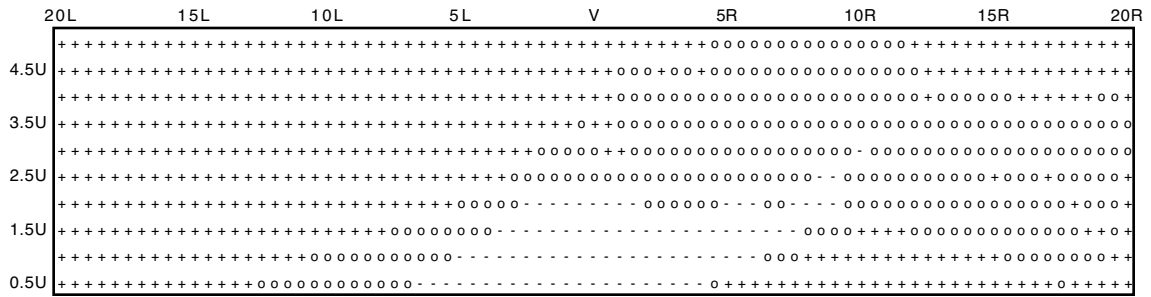 20L 15L 10L 5L V 5R 10R 15R 20R
+ + + + + + + + + + + + + + + + + + + + + + + + + + + + + + + + + + + + + + + + + + + + + + + + + o o o o o o o o o o o o o o o + + + + + + + + + + + + + + + + +
4.5U + + + + + + + + + + + + + + + + + + + + + + + + + + + + + + + + + + + + + + + + + + o o o + o o + o o o o o o o o o o o o o o o o + + + + + + + + + + + + + + + +
+ + + + + + + + + + + + + + + + + + + + + + + + + + + + + + + + + + + + + + + + + + o o o o o o o o o o o o o o o o o o o o o o o + o o o o o o + + + + + + o o +
3.5U + + + + + + + + + + + + + + + + + + + + + + + + + + + + + + + + + + + + + + + o + + o o o o o o o o o o o o o o o o o o o o o o o o o o o o o o o o o o o o o o o
+ + + + + + + + + + + + + + + + + + + + + + + + + + + + + + + + + + + + o o o o o + + o o o o o o o o o o o o o o o o o - o o o o o o o o o o o o o o o o o o o o
2.5U + + + + + + + + + + + + + + + + + + + + + + + + + + + + + + + + + + o o o o o o o o o o o o o o o o o o o o o o o - - o o o o o o o o o o o + o o o + o o o o o +
+ + + + + + + + + + + + + + + + + + + + + + + + + + + + + + o o o o o - - - - - - - - - o o o o o o - - - o o - - - - o o o o o o o o o o o o o o o o o + o o o +
1.5U + + + + + + + + + + + + + + + + + + + + + + + + + o o o o o o o o - - - - - - - - - - - - - - - - - - - - - - - o o o o + + + + o o o o o o o o o o o o o + + o +
+ + + + + + + + + + + + + + + + + + + o o o o o o o o o o o - - - - - - - - - - - - - - - - - - - - - - - o o o + + + + + + + + + + + + + + + o o o o o o o o + +
0.5U + + + + + + + + + + + + + + + o o o o o o o o o o o o - - - - - - - - - - - - - - - - - - - - - - o + + + + + + + + + + + + + + + + + + + + + + + + + o + + + + +